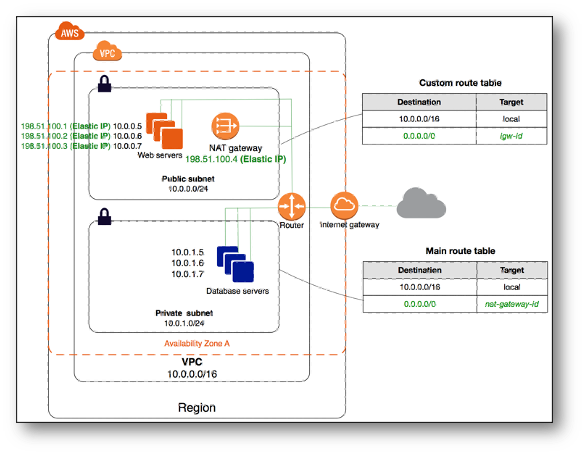 AWS
VPC
198.51.100.1 (Elastic IP) 10.0.0.5
198.51.100.2 (Elastic IP) 10.0.0.6
198.51.100.3 (Elastic IP) 10.0.0.7
Web servers
NAT gateway
198.51.100.4 (Elastic IP)
Public subnet
10.0.0.0/24
Custom route table
Destination Target
10.0.0.0/16 local
0.0.0.0/0 igw-id
Router
Internet gateway
10.0.1.5
10.0.1.6
10.0.1.7
Database servers
Private subnet
10.0.1.0/24
Main route table
Destination Target
10.0.0.0/16 local
0.0.0.0/0 nat-gateway-id
Availability Zone A
VPC
10.0.0.0/16
Region